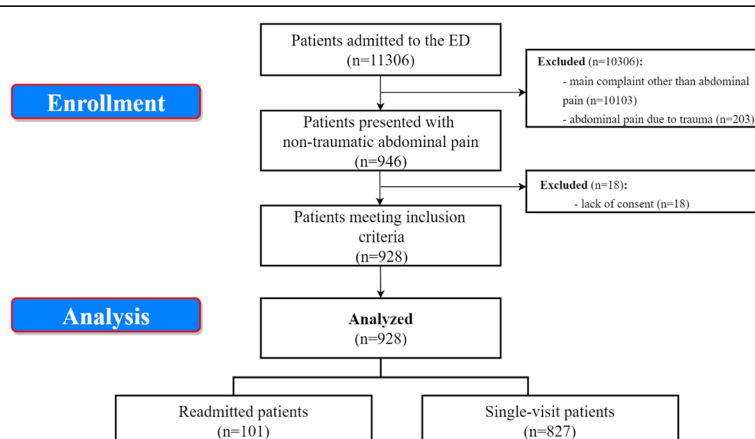 Patients admitted to the ED
(n=11306)
Excluded (n=10306):
- main complaint other than abdominal
pain (n=10103)
- abdominal pain due to trauma (n=203)
Enrollment
Patients presented with
non-traumatic abdominal pain
(n=946)
Excluded (n=18):
- lack of consent (n=18)
Patients meeting inclusion
criteria
(n=928)
Analysis
Analyzed
(n=928)
Readmitted patients
(n=101)
Single-visit patients
(n=827)